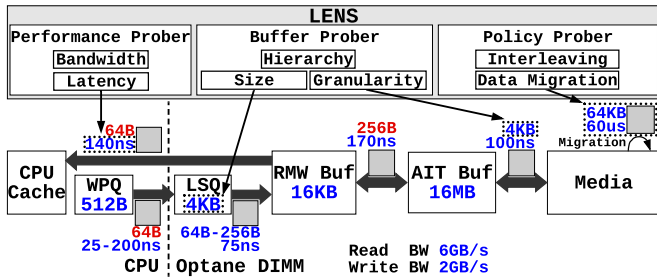 LENS
Performance Prober
Bandwidth
Latency
Buffer Prober
Hierarchy
Size
Granularity
Policy Prober
Interleaving
Data Migration
64B
140ns
256B
170ns
4KB
100ns
64KB
60us
Migration
CPU
Cache
WPQ
512B
LSQ
4KB
RMW Buf
16KB
AIT Buf
16MB
Media
64B
25-200ns
64B-256B
75ns
CPU
Optane DIMM
Read BW 6GB/s
Write BW 2GB/s